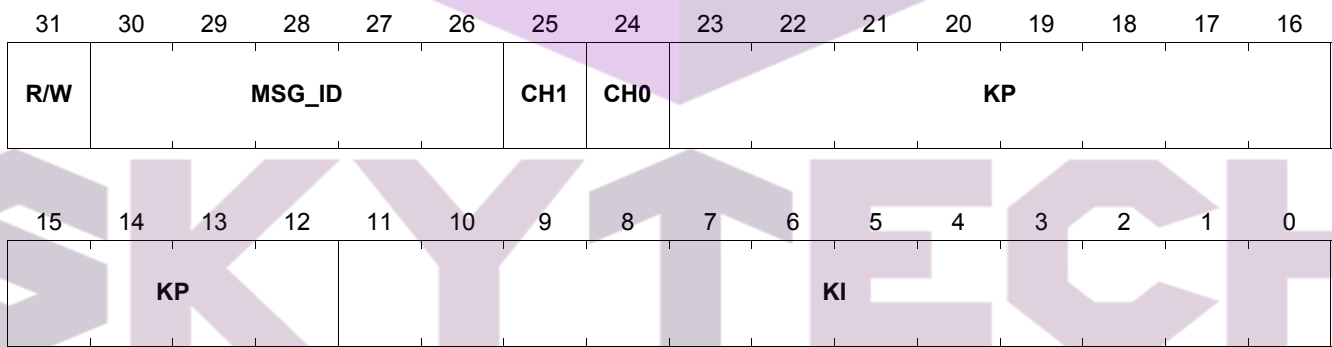 31 30 29 28 27 26 25 24 23 22 21 20 19 18 17 16
R/W MSG_ID CH1 CH0 KP
15 14 13 12 11 10 9 8 7 6 5 4 3 2 1 0
KP KI
SKYTECH